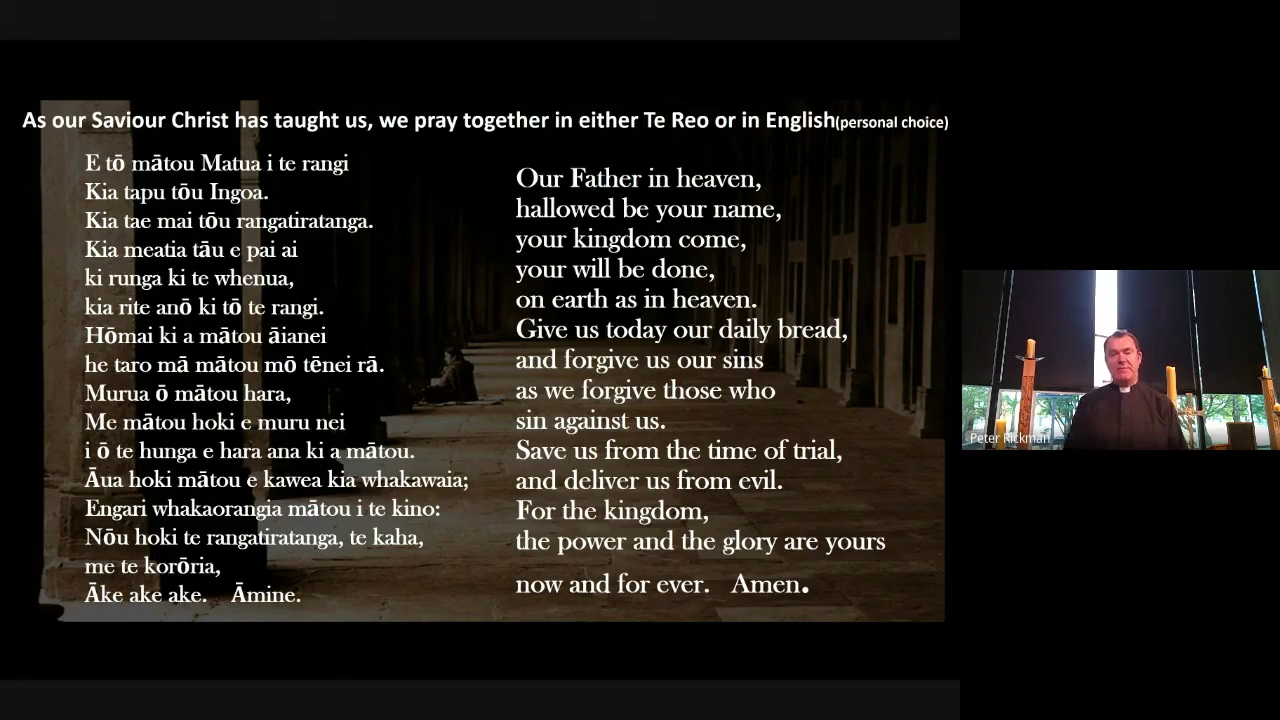 As our Saviour Christ has taught us, we pray together in either Te Reo or in English(personal choice)
E tō mātou Matua i te rangi
Kia tapu tōu Ingoa.
Kia tae mai tōu rangatiratanga.
Kia meatia tāu e pai ai
ki runga ki te whenua,
kia rite anō ki tō te rangi.
Hōmai ki a mātou āianei
he taro mā mātou mō tēnei rā.
Murua ō mātou hara,
Me mātou hoki e muru nei
i ō te hunga e hara ana ki a mātou.
Āua hoki mātou e kawea kia whakawaia;
Engari whakaorangia mātou i te kino:
Nōu hoki te rangatiratanga, te kaha,
me te korōria,
Āke ake ake. Āmine.
Our Father in heaven,
hallowed be your name,
your kingdom come,
your will be done,
on earth as in heaven.
Give us today our daily bread,
and forgive us our sins
as we forgive those who
sin against us.
Save us from the time of trial,
and deliver us from evil.
For the kingdom,
the power and the glory are yours
now and for ever. Amen.
Peter Rickman